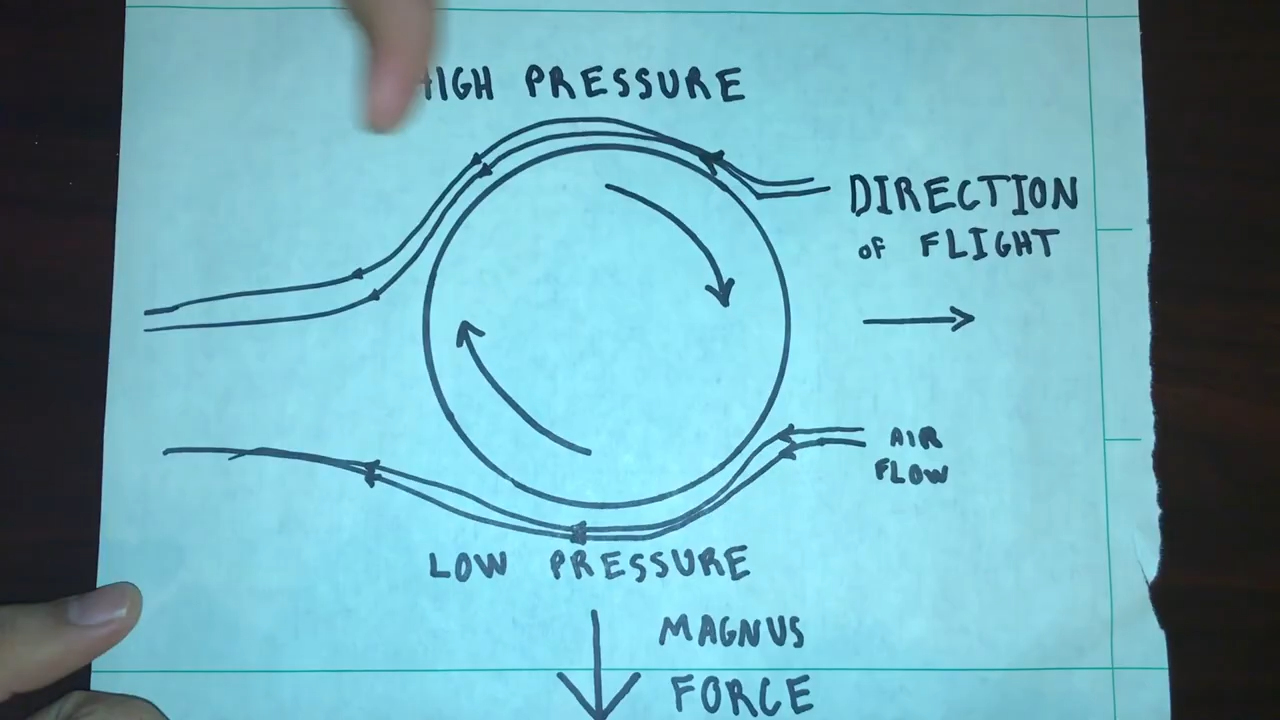 HIGH PRESSURE
DIRECTION
of FLIGHT
AIR
FLOW
LOW PRESSURE
MAGNUS
FORCE